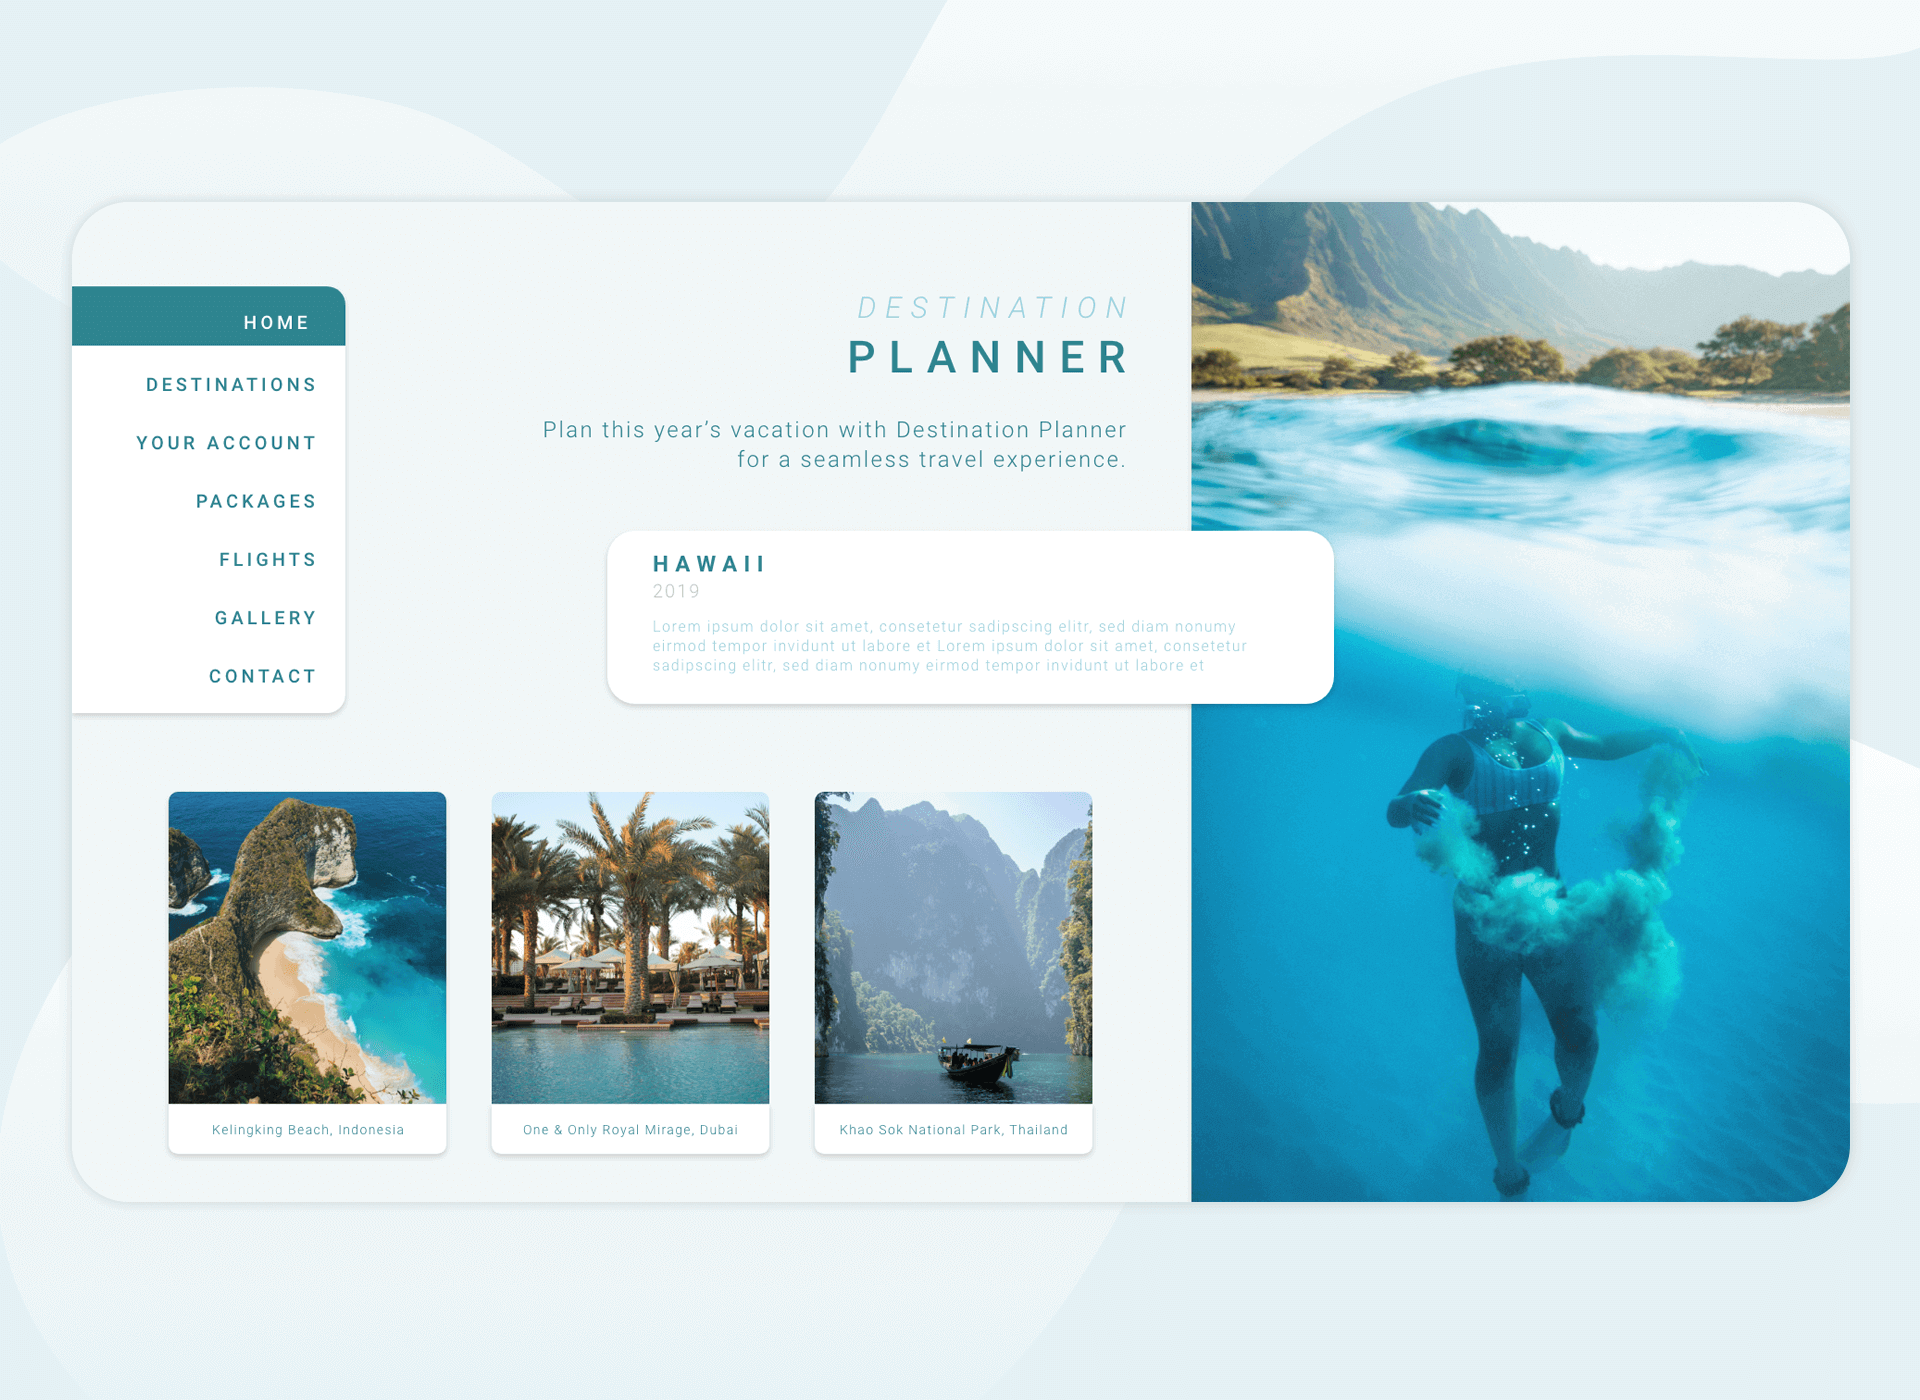 HOME
DESTINATIONS
YOUR ACCOUNT
PACKAGES
FLIGHTS
GALLERY
CONTACT
DESTINATION
PLANNER
Plan this year’s vacation with Destination Planner
for a seamless travel experience.
HAWAII
2019
Lorem ipsum dolor sit amet, consetetur sadipscing elitr, sed diam nonumy
eirmod tempor invidunt ut labore et Lorem ipsum dolor sit amet, consetetur
sadipscing elitr, sed diam nonumy eirmod tempor invidunt ut labore et
Kelingking Beach, Indonesia
One & Only Royal Mirage, Dubai
Khao Sok National Park, Thailand